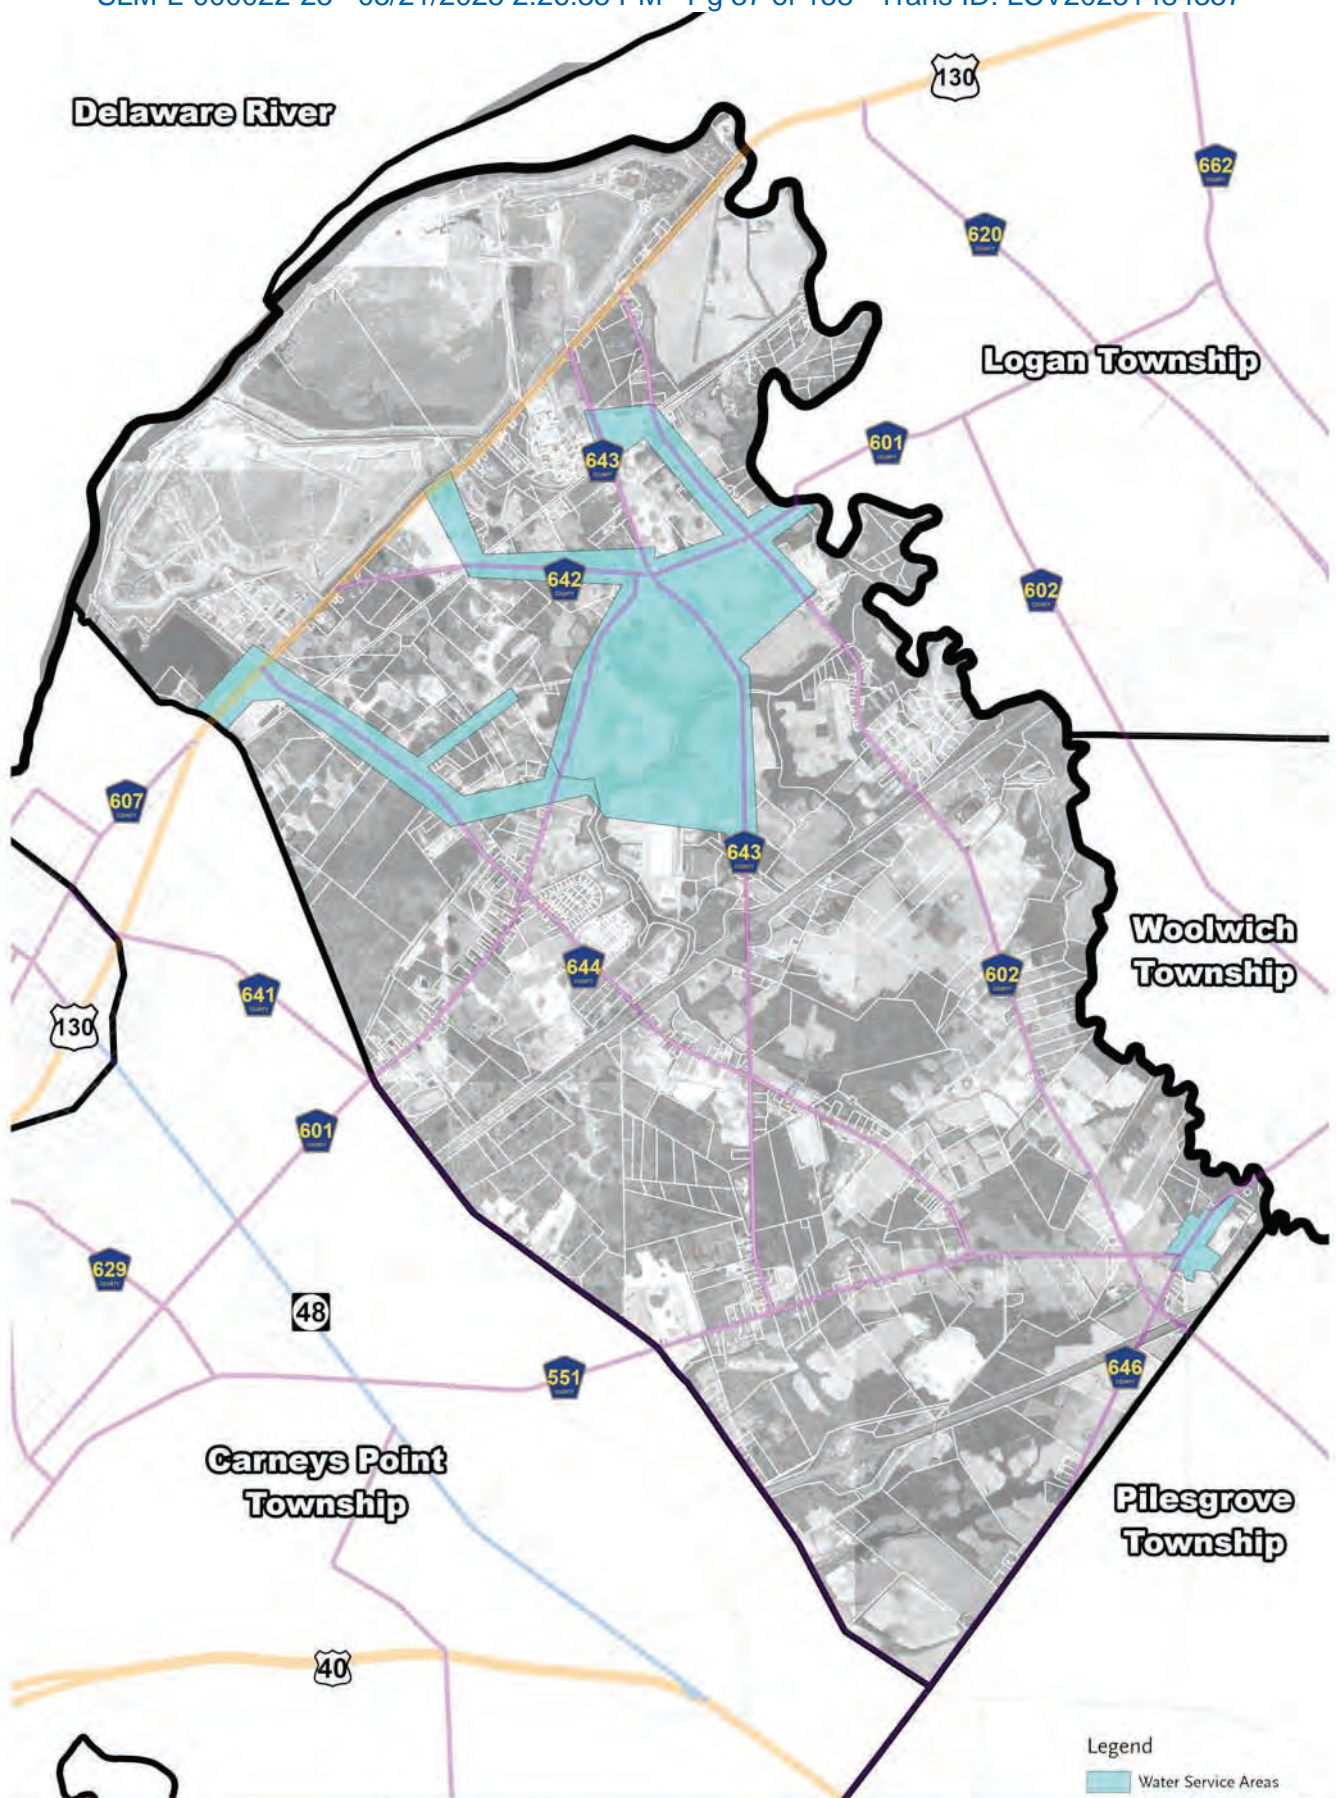 Delaware River
130
662
620
Logan Township
601
643
642
602
607
643
Woolwich
Township
644
602
641
130
601
629
48
551
646
Carneys Point
Township
Pilesgrove
Township
40
Legend
Water Service Areas